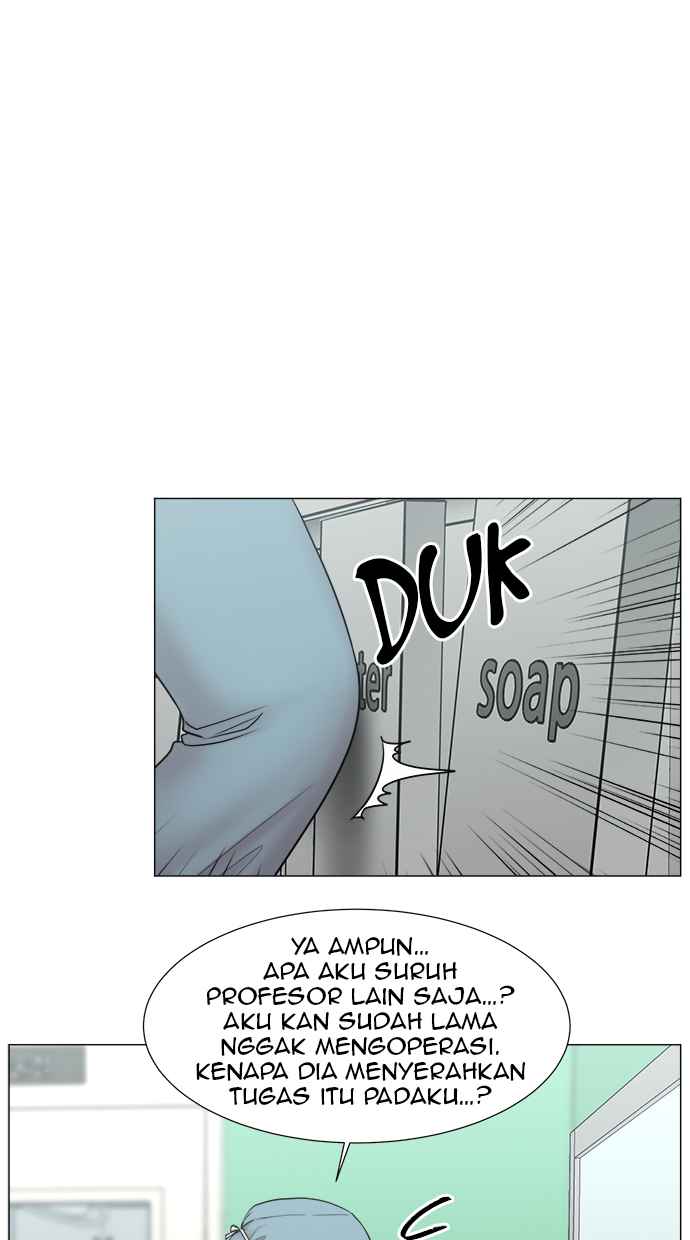 DUK
ter
soap
YA AMPUN...
APA AKU SURUH
PROFESOR LAIN SAJA...?
AKU KAN SUDAH LAMA
NGGAK MENGOPERASI.
KENAPA DIA MENYERAHKAN
TUGAS ITU PADAKU...?